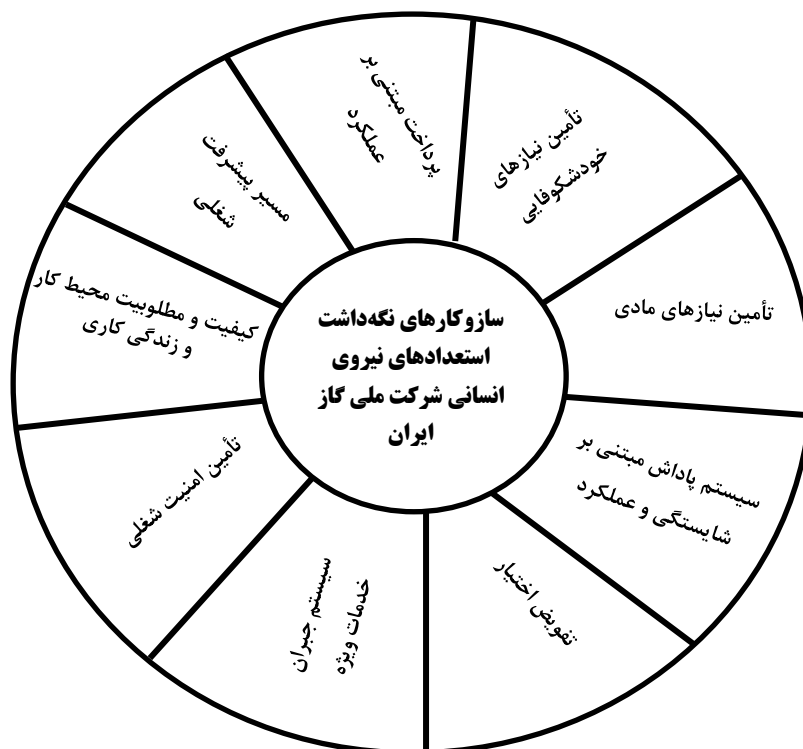 سازوکارهای نگه‌داشت
استعدادهای نیروی
انسانی شرکت ملی گاز
ایران
تأمین نیازهای
خودشکوفایی
تأمین نیازهای مادی
سیستم پاداش مبتنی بر
شایستگی و عملکرد
تفویض اختیار
سیستم جبران
خدمات ویژه
تأمین امنیت شغلی
کیفیت و مطلوبیت محیط کار
و زندگی کاری
مسیر پیشرفت
شغلی
پرداخت مبتنی بر
عملکرد